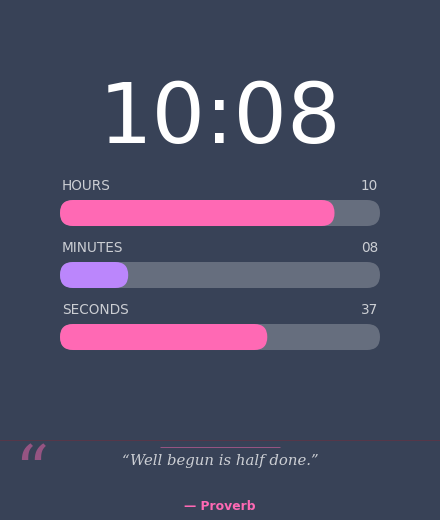 10:08
HOURS 10
MINUTES 08
SECONDS 37
“
“Well begun is half done.”
— Proverb